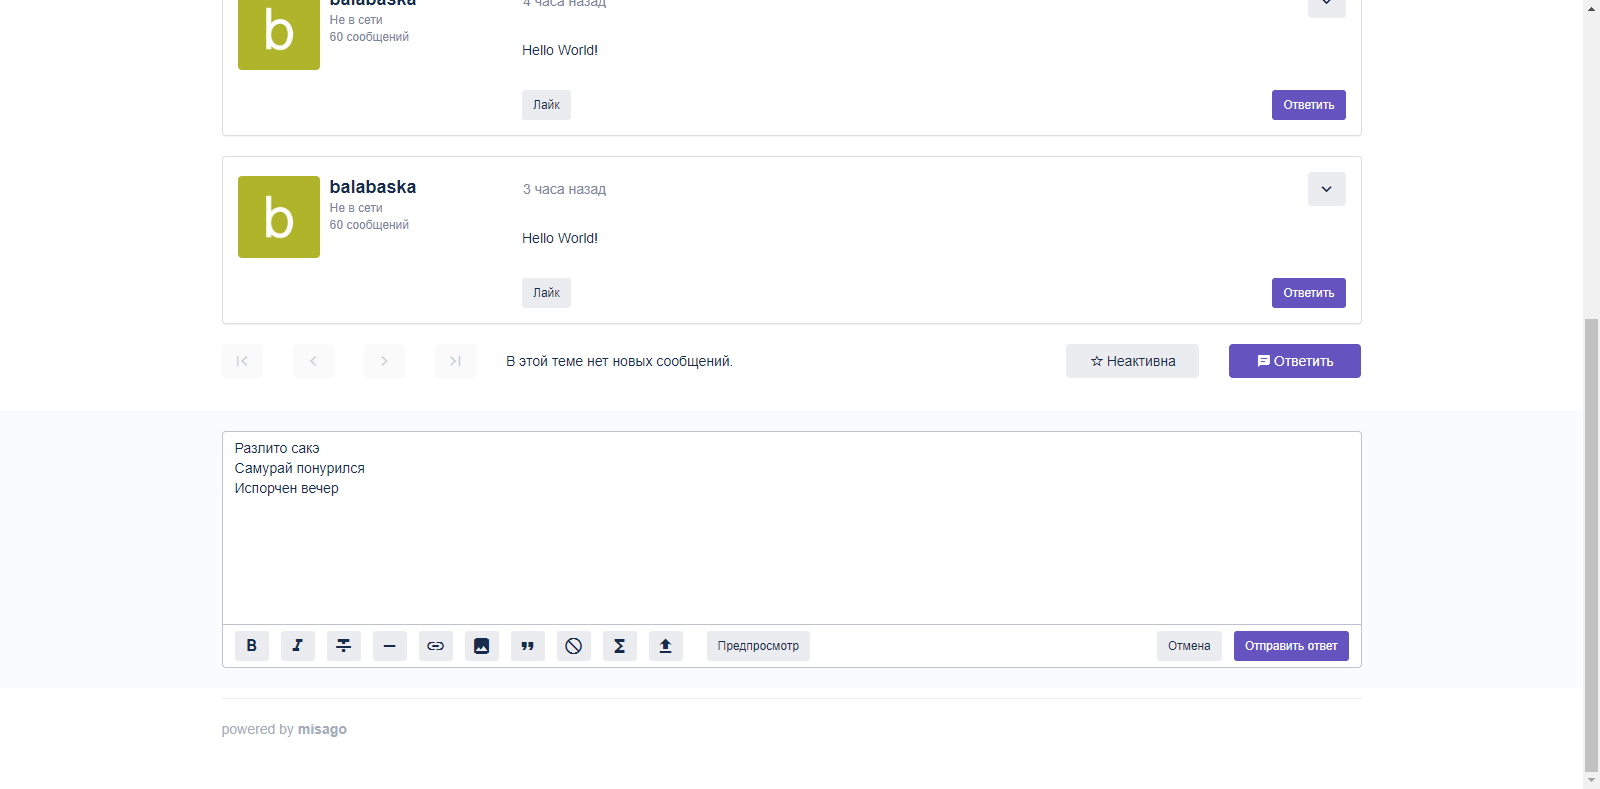 balabaska
4 часа назад
Не в сети
60 сообщений
Hello World!
Лайк
Ответить
b
balabaska
3 часа назад
Не в сети
60 сообщений
Hello World!
Лайк
Ответить
b
В этой теме нет новых сообщений.
Неактивна
Ответить
Разлито сакэ
Самурай понурился
Испорчен вечер
B I S Σ Предпросмотр
Отмена
Отправить ответ
powered by misago